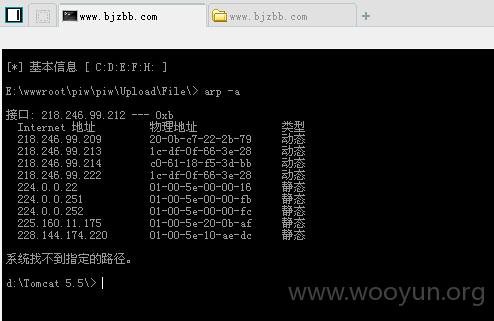 www.bjzbb.com
www.bjzbb.com
[*] 基本信息 [ C:D:E:F:H: ]
E:\wwwroot\piw\piw\Upload\File\> arp -a
接口: 218.246.99.212 --- 0xb
Internet 地址 物理地址 类型
218.246.99.209 20-0b-c7-22-2b-79 动态
218.246.99.213 1c-df-0f-66-3e-28 动态
218.246.99.214 c0-61-18-f5-3d-bb 动态
218.246.99.222 1c-df-0f-66-3e-28 动态
224.0.0.22 01-00-5e-00-00-16 静态
224.0.0.251 01-00-5e-00-00-fb 静态
224.0.0.252 01-00-5e-00-00-fc 静态
225.160.11.175 01-00-5e-20-0b-af 静态
228.144.174.220 01-00-5e-10-ae-dc 静态
系统找不到指定的路径。
d:\Tomcat 5.5\>
www.wooyun.org